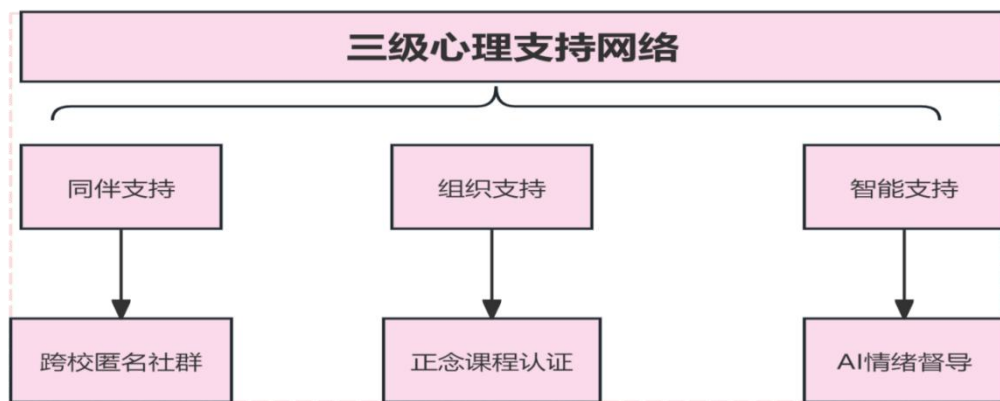 三级心理支持网络
同伴支持
组织支持
智能支持
跨校匿名社群
正念课程认证
AI情绪督导